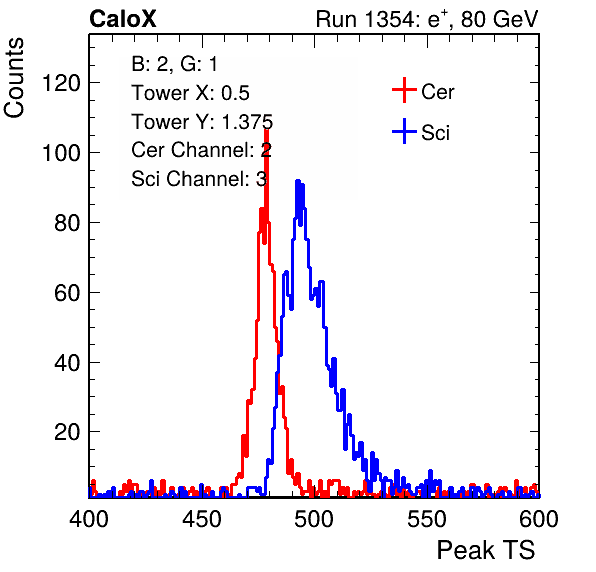 CaloX Run 1354: e⁺, 80 GeV
Counts
B: 2, G: 1
Tower X: 0.5
Tower Y: 1.375
Cer Channel: 2
Sci Channel: 3
Cer
Sci
120
100
80
60
40
20
400 450 500 550 600
Peak TS